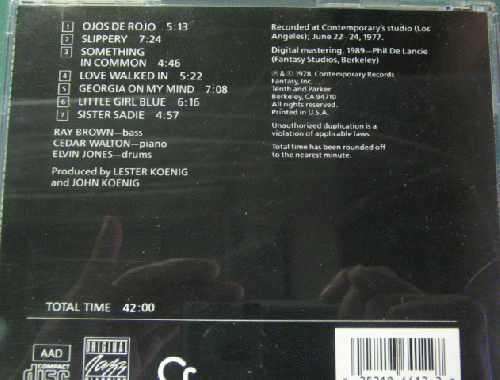 1 OJOS DE ROJO 5:13
2 SLIPPERY 7:24
3 SOMETHING
IN COMMON 4:46
4 LOVE WALKED IN 5:22
5 GEORGIA ON MY MIND 7:08
6 LITTLE GIRL BLUE 6:16
7 SISTER SADIE 4:57
RAY BROWN—bass
CEDAR WALTON—piano
ELVIN JONES—drums
Produced by LESTER KOENIG
and JOHN KOENIG
Recorded at Contemporary's studio (Los
Angeles); June 22–24, 1977.
Digital mastering, 1989—Phil De Lancie
(Fantasy Studios, Berkeley)
℗ & © 1978, Contemporary Records
Fantasy, Inc.
Tenth and Parker
Berkeley, CA 94710
All rights reserved.
Printed in U.S.A.
Unauthorized duplication is a
violation of applicable laws.
Total time has been rounded off
to the nearest minute.
TOTAL TIME 42:00
AAD
COMPACT
disc
ORIGINAL
Jazz
CLASSICS